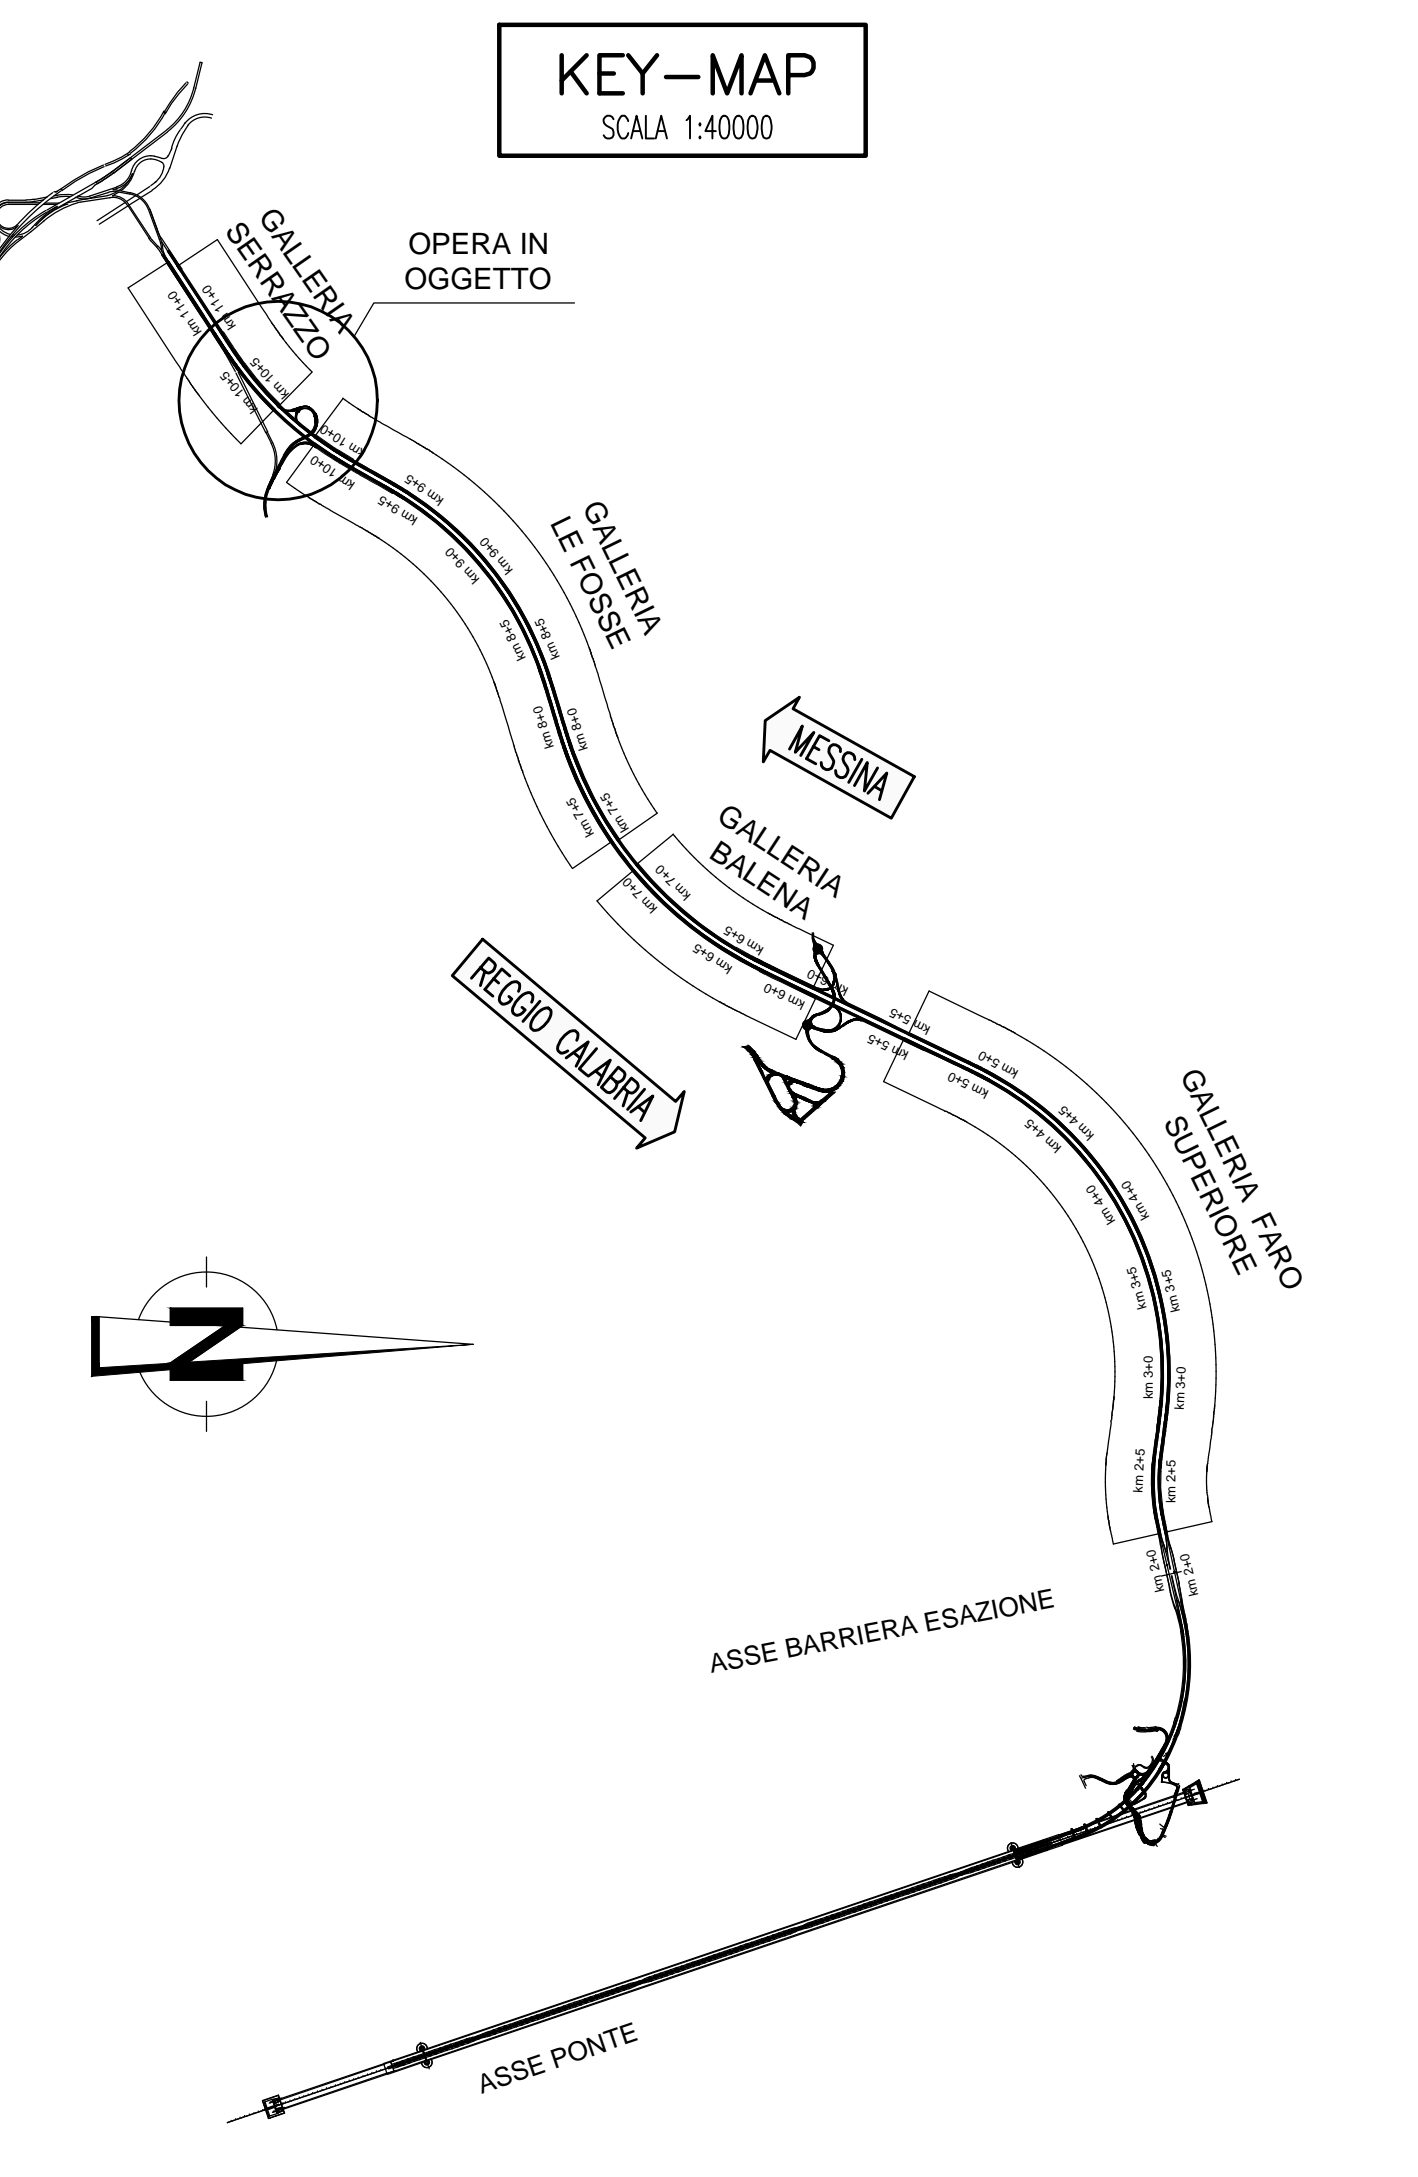 KEY-MAP
SCALA 1:40000
GALLERIA
SERRAZZO
OPERA IN
OGGETTO
km 11+0
km 11+0
km 10+5
km 10+5
km 10+0
km 10+0
km 9+5
km 9+5
GALLERIA
LE FOSSE
km 9+0
km 9+0
km 8+5
km 8+5
km 8+0
km 8+0
MESSINA
km 7+5
km 7+5
GALLERIA
BALENA
km 7+0
km 7+0
km 6+5
km 6+5
km 6+0
km 6+0
REGGIO CALABRIA
km 5+5
km 5+5
km 5+0
km 5+0
GALLERIA FARO
SUPERIORE
km 4+5
km 4+5
km 4+0
km 4+0
km 3+5
km 3+5
N
km 3+0
km 3+0
km 2+5
km 2+5
km 2+0
km 2+0
ASSE BARRIERA ESAZIONE
ASSE PONTE